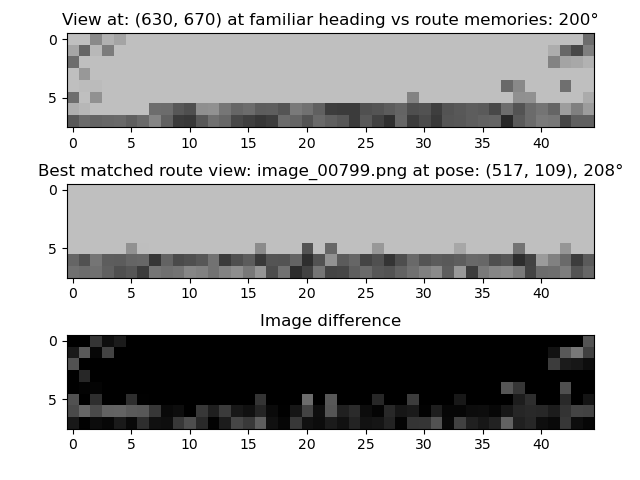 View at: (630, 670) at familiar heading vs route memories: 200°
0
5
0 5 10 15 20 25 30 35 40
Best matched route view: image_00799.png at pose: (517, 109), 208°
0
5
0 5 10 15 20 25 30 35 40
Image difference
0
5
0 5 10 15 20 25 30 35 40